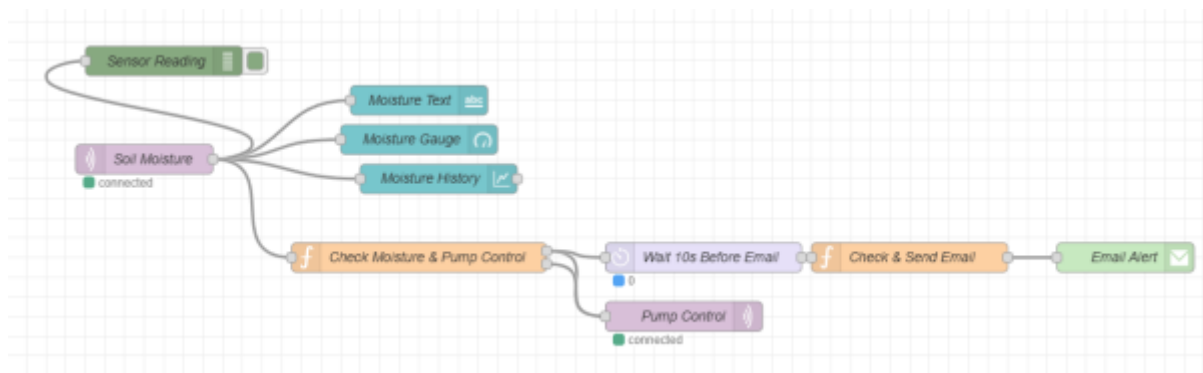 Sensor Reading
Moisture Text
abc
Moisture Gauge
Soil Moisture
connected
Moisture History
Check Moisture & Pump Control
Wait 10s Before Email
0
Check & Send Email
Email Alert
Pump Control
connected